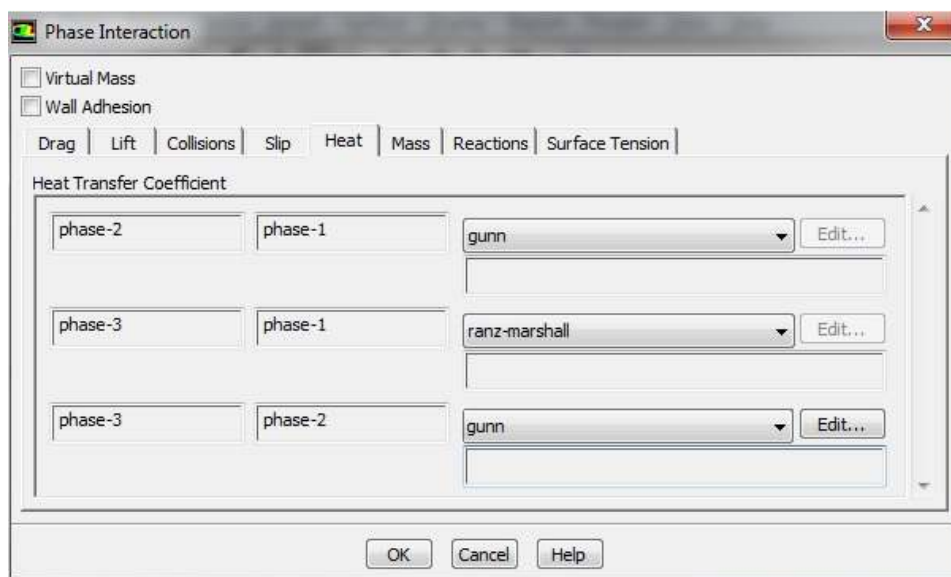 Phase Interaction
Virtual Mass
Wall Adhesion
Drag Lift Collisions Slip Heat Mass Reactions Surface Tension
Heat Transfer Coefficient
phase-2 phase-1 gunn Edit...
phase-3 phase-1 ranz-marshall Edit...
phase-3 phase-2 gunn Edit...
OK Cancel Help